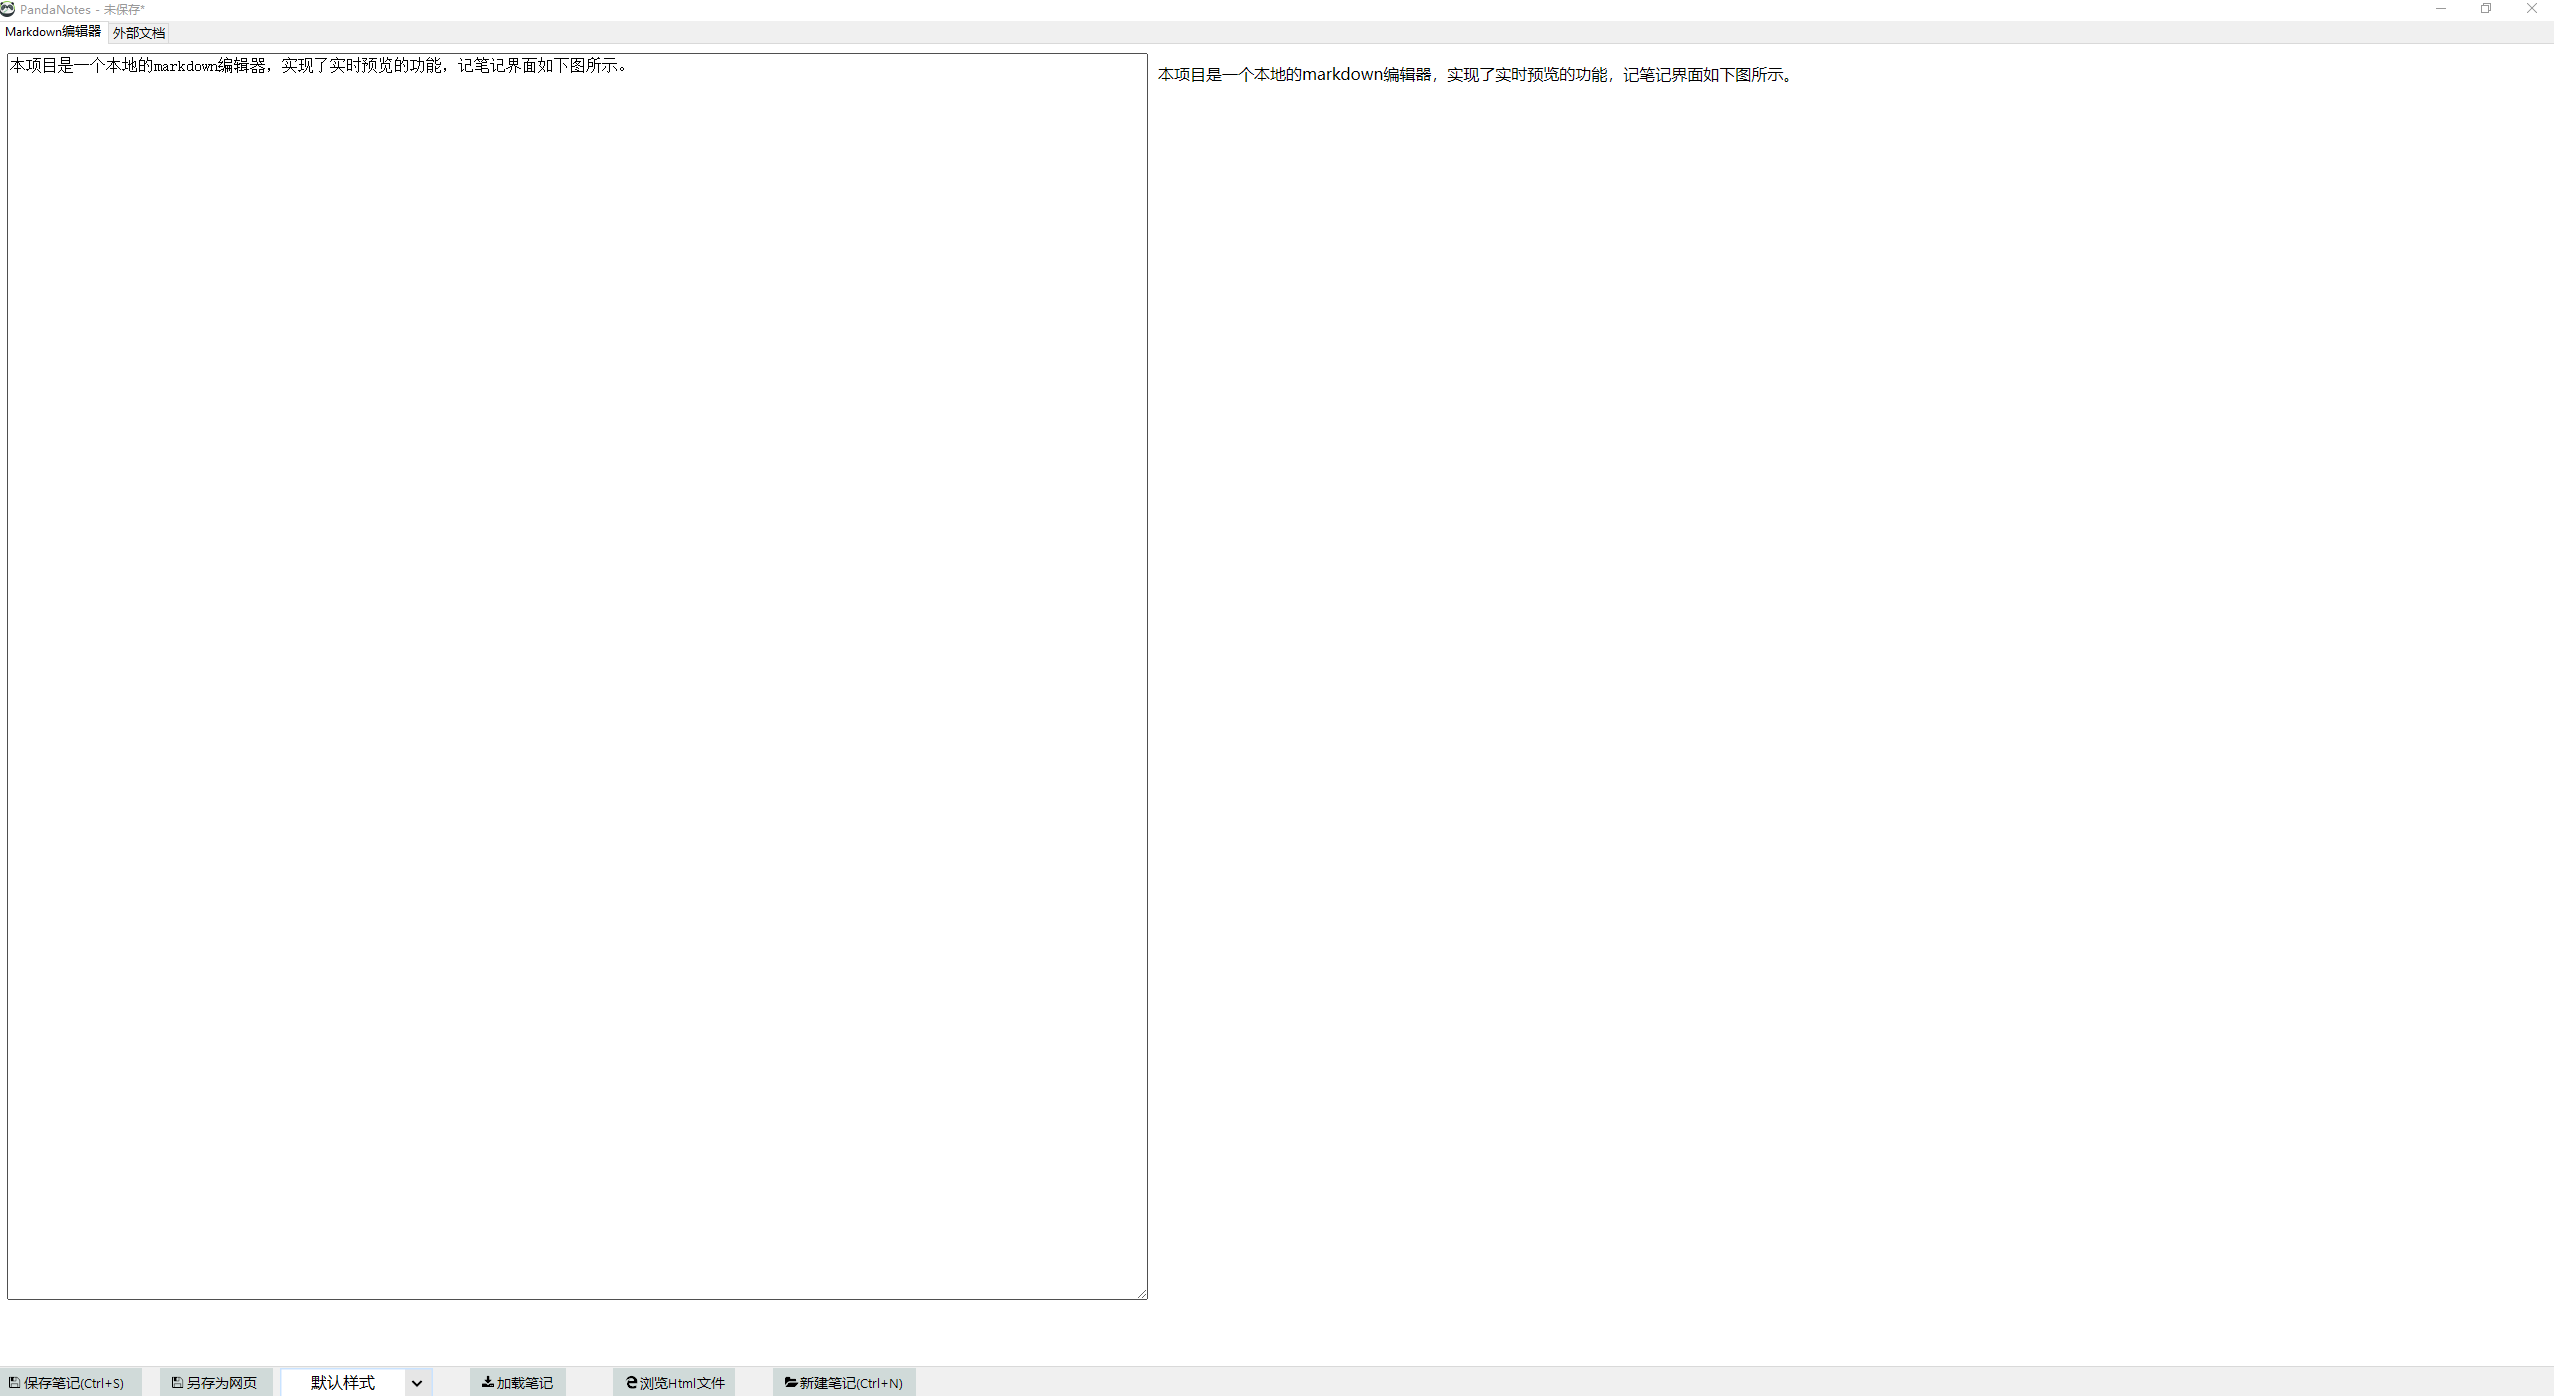 PandaNotes - 未保存*
Markdown编辑器 外部文档
本项目是一个本地的markdown编辑器，实现了实时预览的功能，记笔记界面如下图所示。
本项目是一个本地的markdown编辑器，实现了实时预览的功能，记笔记界面如下图所示。
保存笔记(Ctrl+S) 另存为网页 默认样式 加载笔记 浏览Html文件 新建笔记(Ctrl+N)